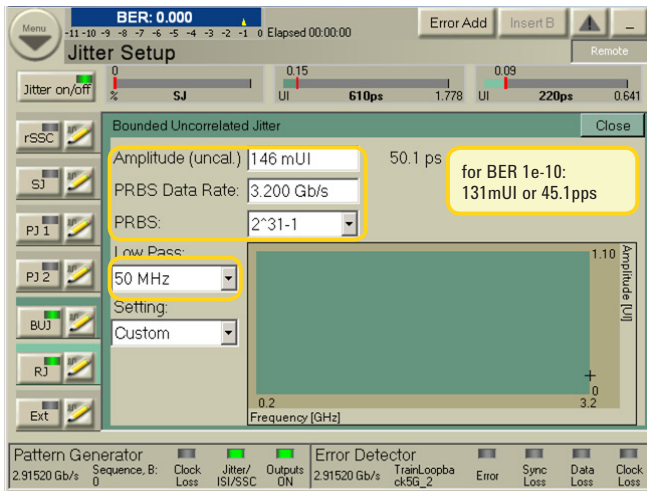 Menu
BER: 0.000
-11 -10 -9 -8 -7 -6 -5 -4 -3 -2 -1 0 Elapsed 00:00:00
Error Add
Insert B
Jitter Setup
Remote
Jitter on/off
0
% SJ
0.15
UI 610ps 1.778
0.09
UI 220ps 0.641
rSSC
SJ
PJ 1
PJ 2
BUJ
RJ
Ext
Bounded Uncorrelated Jitter
Close
Amplitude (uncal.) 146 mUI 50.1 ps
PRBS Data Rate: 3.200 Gb/s
PRBS: 2^31-1
for BER 1e-10:
131mUI or 45.1pps
Low Pass:
50 MHz
Setting:
Custom
1.10
Amplitude [UI]
0
0.2 3.2
Frequency [GHz]
Pattern Generator
2.91520 Gb/s
Sequence, B:
0
Clock
Loss
Jitter/
ISI/SSC
Outputs
ON
Error Detector
2.91520 Gb/s
TrainLoopba
ck5G_2
Error
Sync
Loss
Data
Loss
Clock
Loss